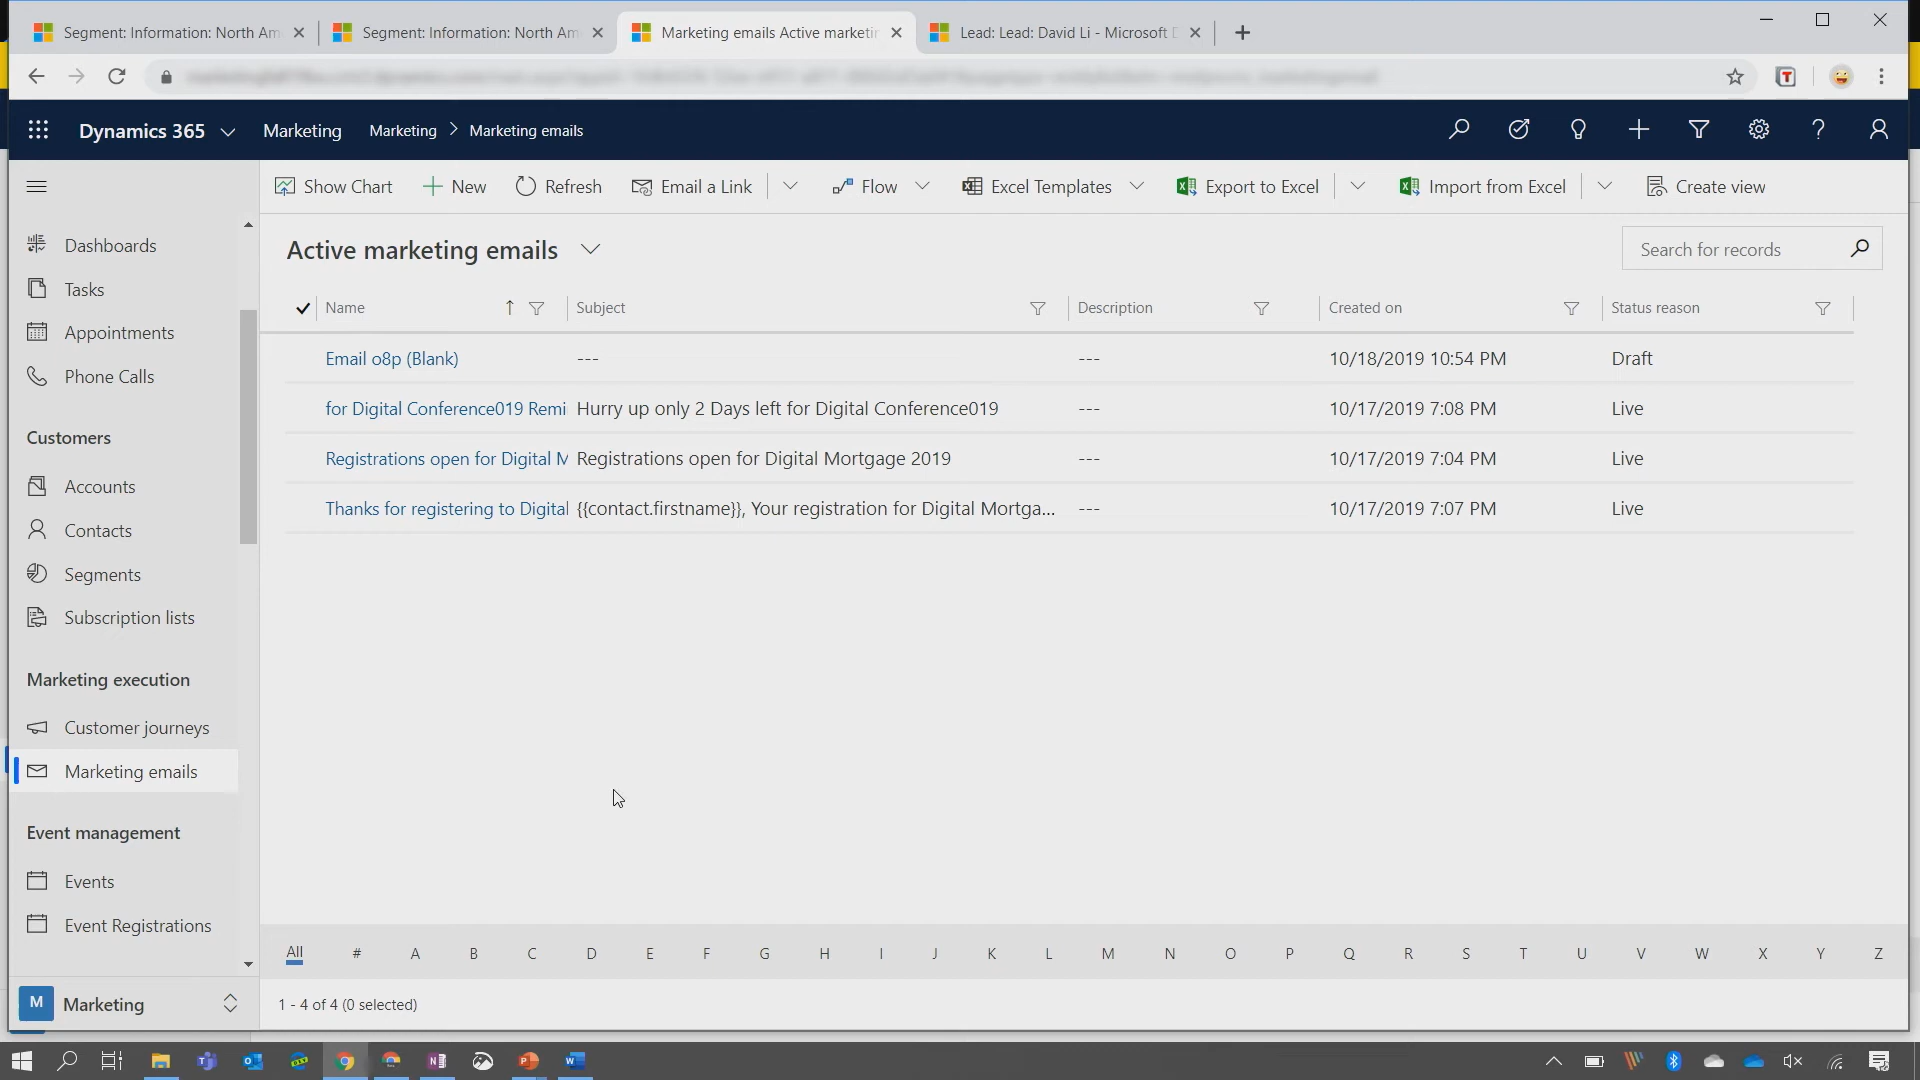 Segment: Information: North Am
Segment: Information: North Am
Marketing emails Active marketin
Lead: Lead: David Li - Microsoft D
Dynamics 365
Marketing
Marketing > Marketing emails
Show Chart
New
Refresh
Email a Link
Flow
Excel Templates
Export to Excel
Import from Excel
Create view
Dashboards
Tasks
Appointments
Phone Calls
Customers
Accounts
Contacts
Segments
Subscription lists
Marketing execution
Customer journeys
Marketing emails
Event management
Events
Event Registrations
M Marketing
Active marketing emails
Search for records
Name Subject Description Created on Status reason
Email o8p (Blank) --- --- 10/18/2019 10:54 PM Draft
for Digital Conference019 Remi Hurry up only 2 Days left for Digital Conference019 --- 10/17/2019 7:08 PM Live
Registrations open for Digital M Registrations open for Digital Mortgage 2019 --- 10/17/2019 7:04 PM Live
Thanks for registering to Digital {{contact.firstname}}, Your registration for Digital Mortga... --- 10/17/2019 7:07 PM Live
All # A B C D E F G H I J K L M N O P Q R S T U V W X Y Z
1 - 4 of 4 (0 selected)